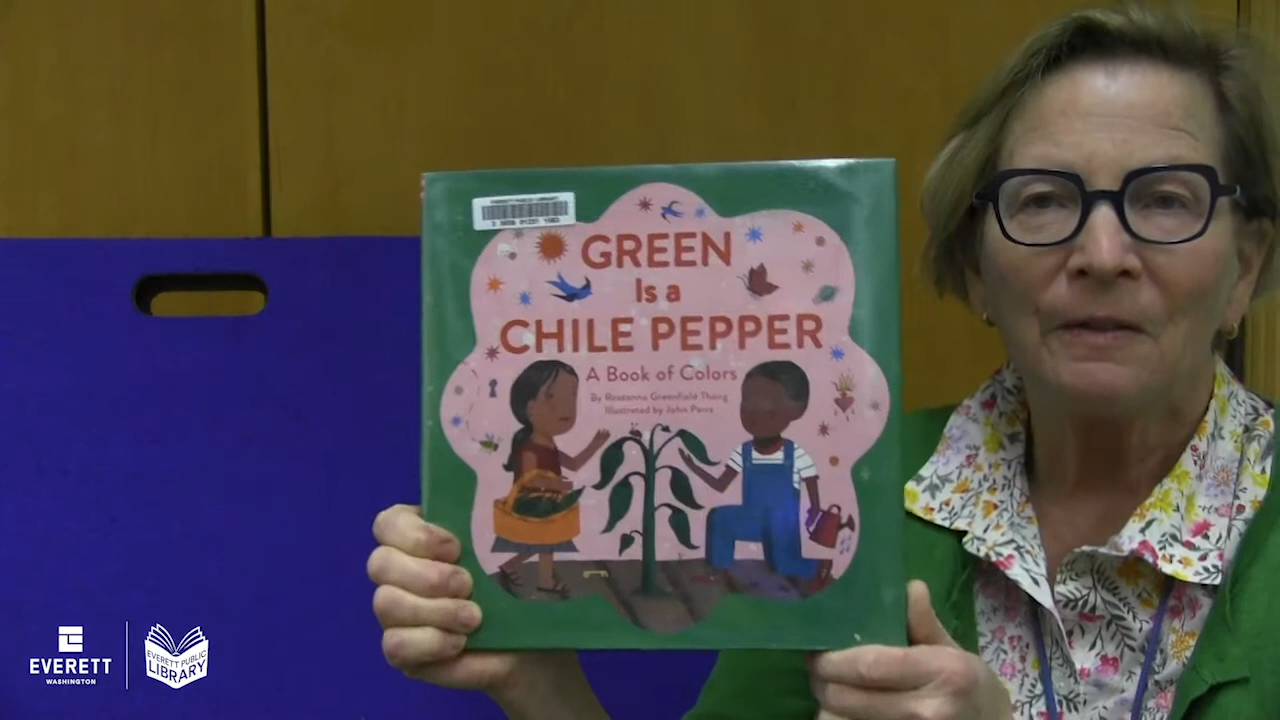 GREEN
Is a
CHILE PEPPER
A Book of Colors
By Roseanne Greenfield Thong
Illustrated by John Parra
EVERETT
WASHINGTON
EVERETT PUBLIC
LIBRARY